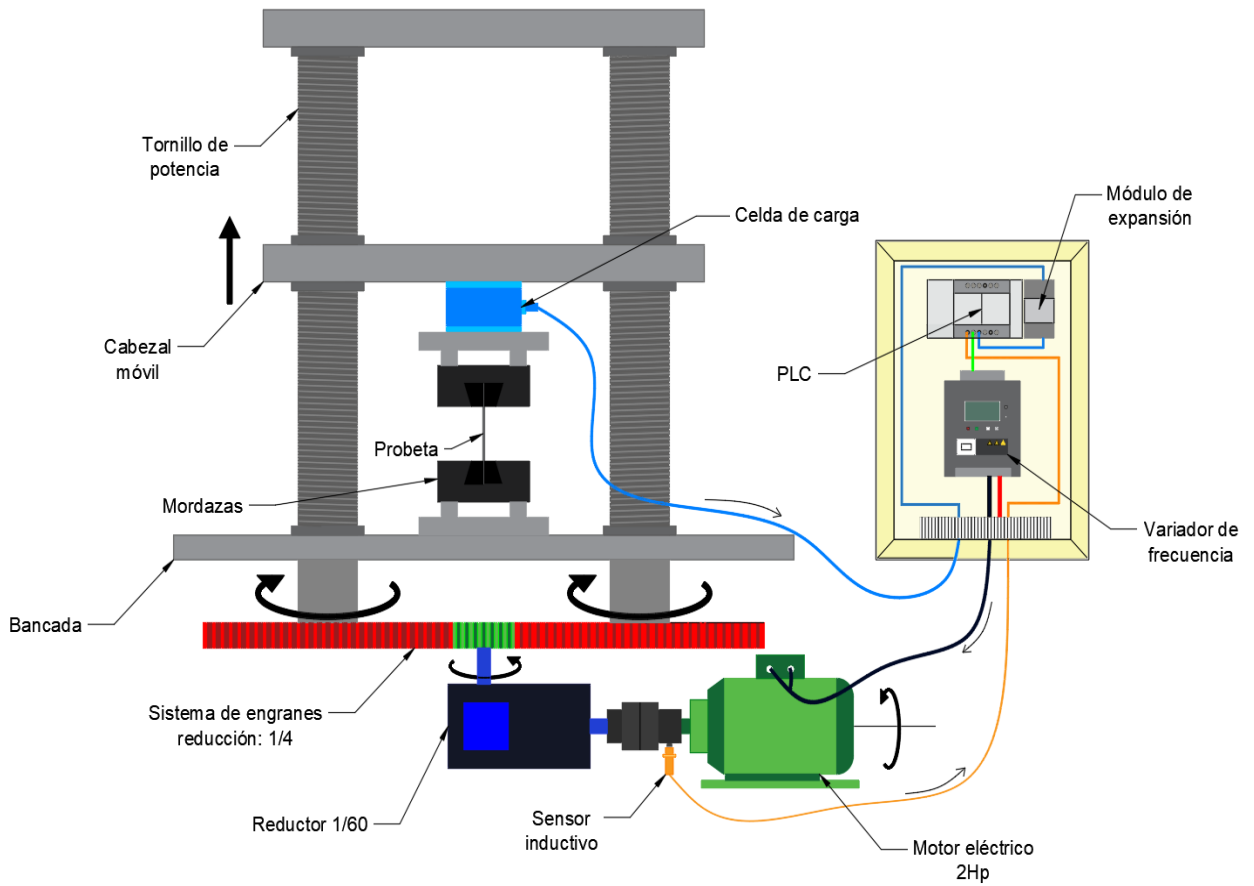 Tornillo de
potencia
Celda de carga
Módulo de
expansión
Cabezal
móvil
PLC
Probeta
Mordazas
Variador de
frecuencia
Bancada
Sistema de engranes
reducción: 1/4
Reductor 1/60
Sensor
inductivo
Motor eléctrico
2Hp